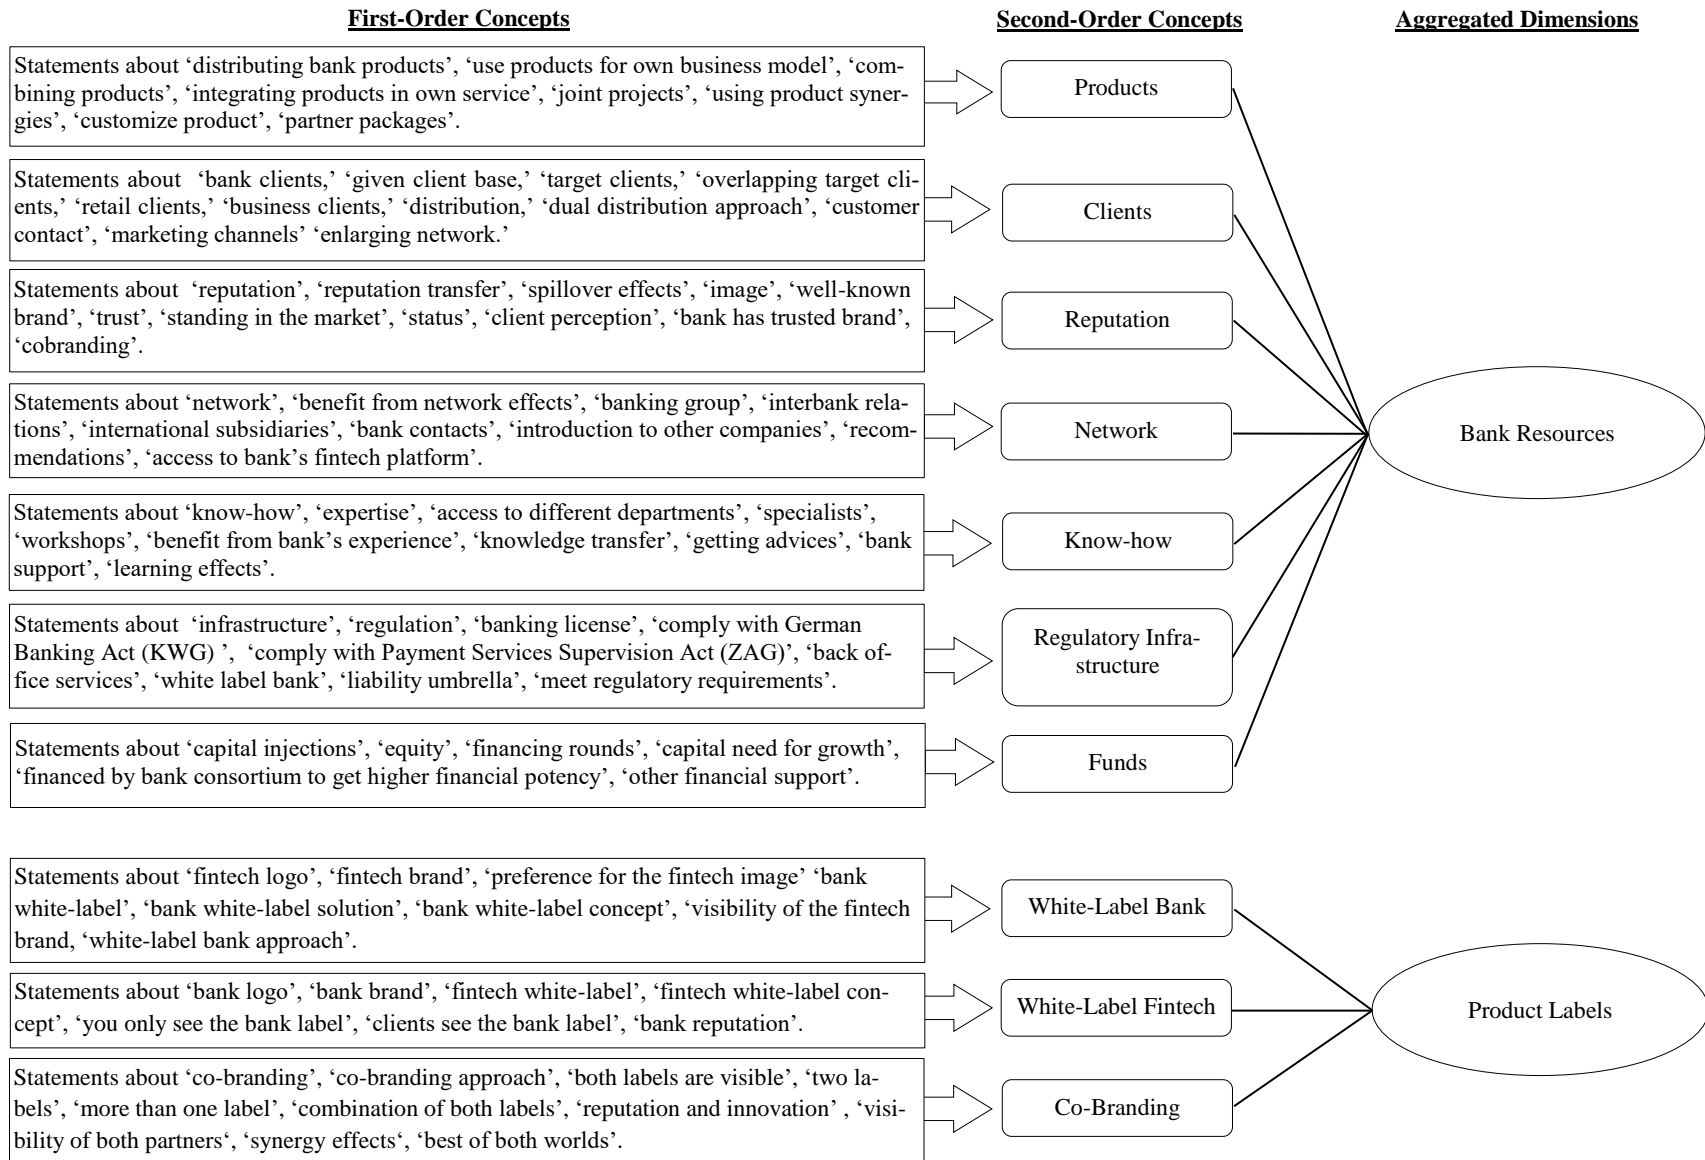 First-Order Concepts
Second-Order Concepts
Aggregated Dimensions
Statements about ‘distributing bank products’, ‘use products for own business model’, ‘com-
bining products’, ‘integrating products in own service’, ‘joint projects’, ‘using product syner-
gies’, ‘customize product’, ‘partner packages’.
Products
Statements about ‘bank clients,’ ‘given client base,’ ‘target clients,’ ‘overlapping target cli-
ents,’ ‘retail clients,’ ‘business clients,’ ‘distribution,’ ‘dual distribution approach’, ‘customer
contact’, ‘marketing channels’ ‘enlarging network.’
Clients
Statements about ‘reputation’, ‘reputation transfer’, ‘spillover effects’, ‘image’, ‘well-known
brand’, ‘trust’, ‘standing in the market’, ‘status’, ‘client perception’, ‘bank has trusted brand’,
‘cobranding’.
Reputation
Statements about ‘network’, ‘benefit from network effects’, ‘banking group’, ‘interbank rela-
tions’, ‘international subsidiaries’, ‘bank contacts’, ‘introduction to other companies’, ‘recom-
mendations’, ‘access to bank’s fintech platform’.
Network
Bank Resources
Statements about ‘know-how’, ‘expertise’, ‘access to different departments’, ‘specialists’,
‘workshops’, ‘benefit from bank’s experience’, ‘knowledge transfer’, ‘getting advices’, ‘bank
support’, ‘learning effects’.
Know-how
Statements about ‘infrastructure’, ‘regulation’, ‘banking license’, ‘comply with German
Banking Act (KWG) ’, ‘comply with Payment Services Supervision Act (ZAG)’, ‘back of-
fice services’, ‘white label bank’, ‘liability umbrella’, ‘meet regulatory requirements’.
Regulatory Infra-
structure
Statements about ‘capital injections’, ‘equity’, ‘financing rounds’, ‘capital need for growth’,
‘financed by bank consortium to get higher financial potency’, ‘other financial support’.
Funds
Statements about ‘fintech logo’, ‘fintech brand’, ‘preference for the fintech image’ ‘bank
white-label’, ‘bank white-label solution’, ‘bank white-label concept’, ‘visibility of the fintech
brand, ‘white-label bank approach’.
White-Label Bank
Statements about ‘bank logo’, ‘bank brand’, ‘fintech white-label’, ‘fintech white-label con-
cept’, ‘you only see the bank label’, ‘clients see the bank label’, ‘bank reputation’.
White-Label Fintech
Product Labels
Statements about ‘co-branding’, ‘co-branding approach’, ‘both labels are visible’, ‘two la-
bels’, ‘more than one label’, ‘combination of both labels’, ‘reputation and innovation’ , ‘visi-
bility of both partners‘, ‘synergy effects‘, ‘best of both worlds’.
Co-Branding